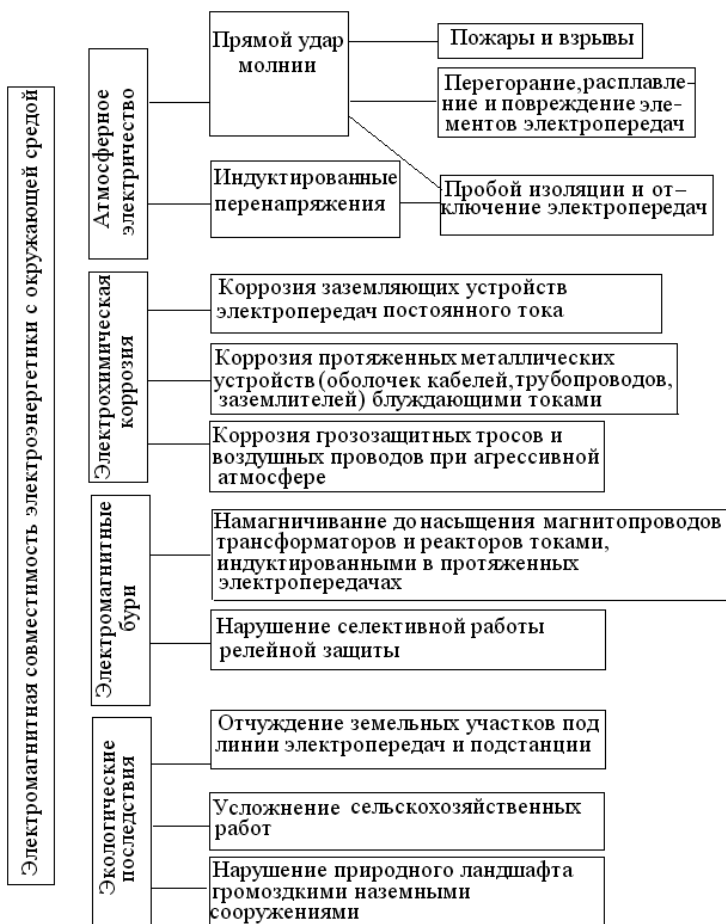 Электромагнитная совместимость электроэнергетики с окружающей средой
Атмосферное
электричество
Прямой удар
молнии
Пожары и взрывы
Перегорание,расплавле-
ние и повреждение эле-
ментов электропередач
Индуктированные
перенапряжения
Пробой изоляции и от-
ключение электропередач
Электрохимическая
коррозия
Коррозия заземляющих устройств
электропередач постоянного тока
Коррозия протяженных металлических
устройств (оболочек кабелей,трубопроводов,
заземлителей) блуждающими токами
Коррозия грозозащитных тросов и
воздушных проводов при агрессивной
атмосфере
Электромагнитные
бури
Намагничивание до насыщения магнитопроводов
трансформаторов и реакторов токами,
индуктированными в протяженных
электропередачах
Нарушение селективной работы
релейной защиты
Экологические
последствия
Отчуждение земельных участков под
линии электропередач и подстанции
Усложнение сельскохозяйственных
работ
Нарушение природного ландшафта
громоздкими наземными
сооружениями